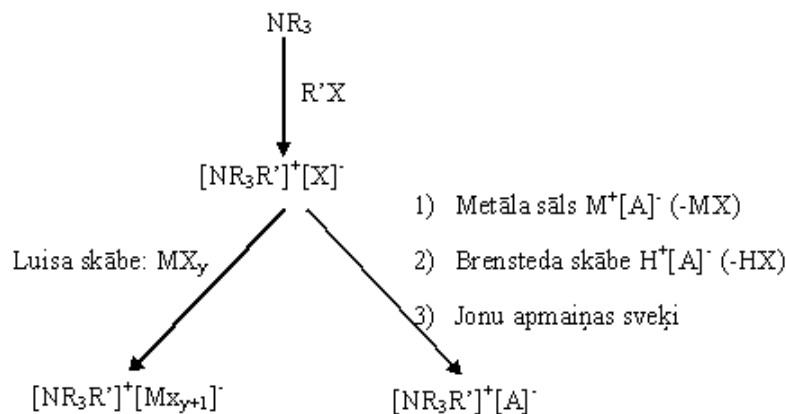 NR₃
R’X
[NR₃R’]⁺[X]⁻
1) Metāla sāls M⁺[A]⁻ (-MX)
Luisa skābe: MXᵧ
2) Brensteda skābe H⁺[A]⁻ (-HX)
3) Jonu apmaiņas sveķi
[NR₃R’]⁺[Mxᵧ₊₁]⁻
[NR₃R’]⁺[A]⁻